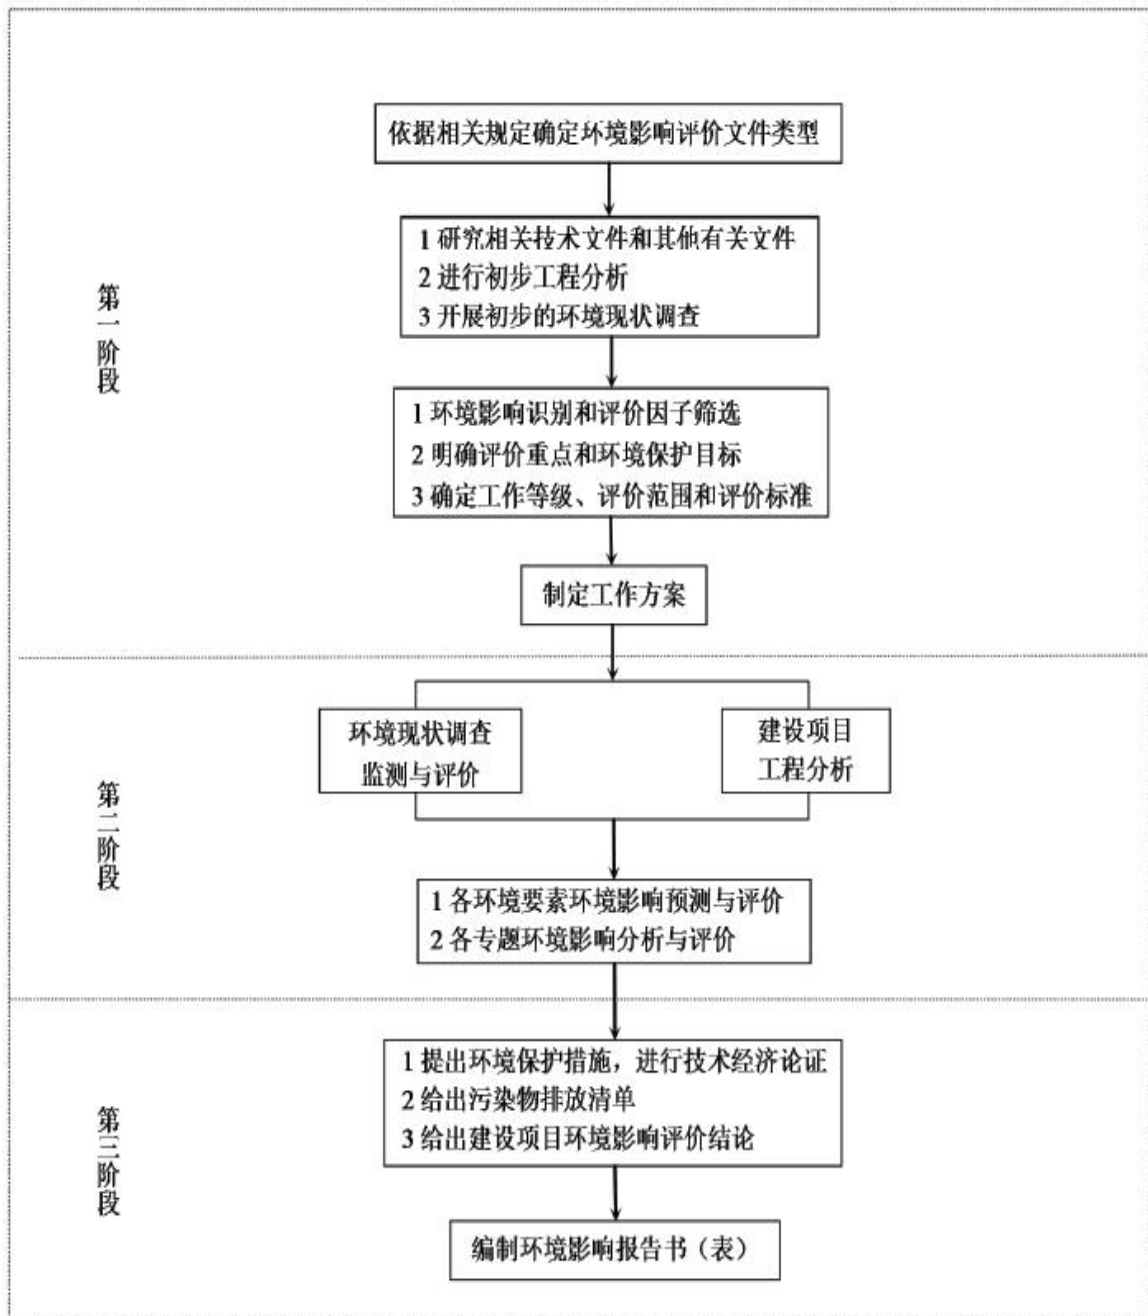 依据相关规定确定环境影响评价文件类型
1 研究相关技术文件和其他有关文件
2 进行初步工程分析
3 开展初步的环境现状调查
第一阶段
1 环境影响识别和评价因子筛选
2 明确评价重点和环境保护目标
3 确定工作等级、评价范围和评价标准
制定工作方案
环境现状调查
监测与评价
建设项目
工程分析
第二阶段
1 各环境要素环境影响预测与评价
2 各专题环境影响分析与评价
1 提出环境保护措施，进行技术经济论证
2 给出污染物排放清单
3 给出建设项目环境影响评价结论
第三阶段
编制环境影响报告书（表）